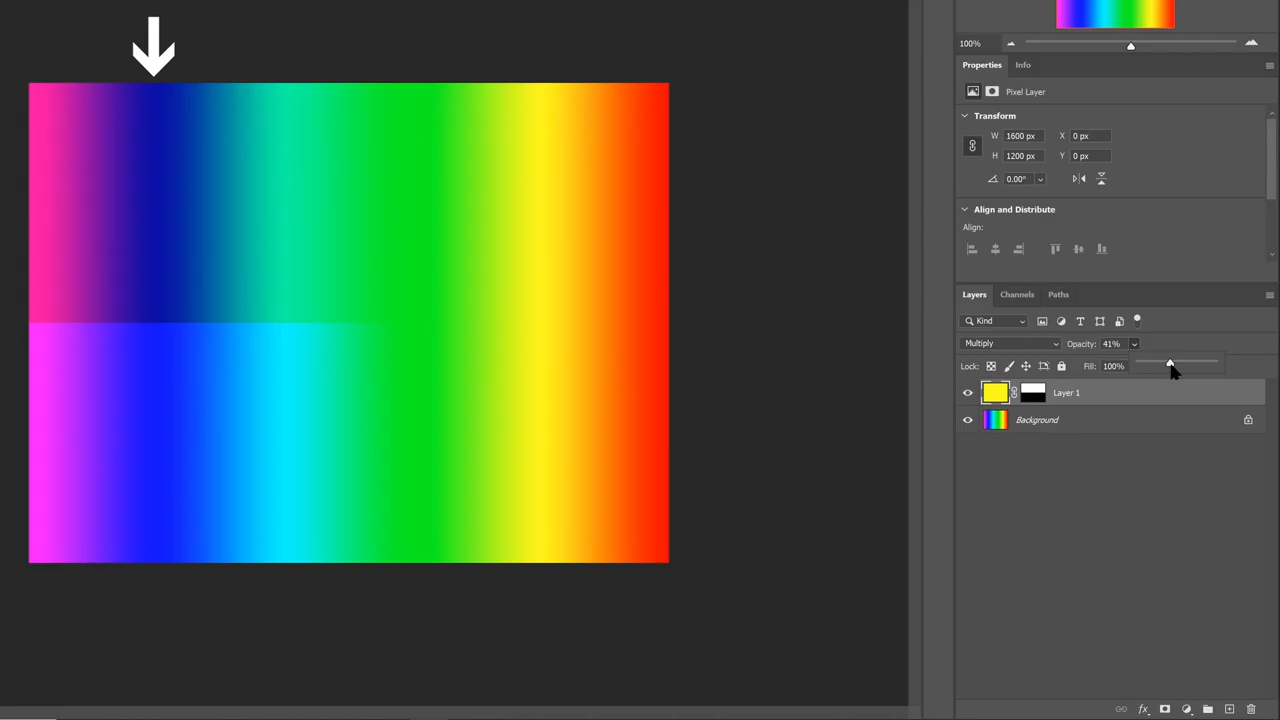 100%
Properties Info
Pixel Layer
Transform
W 1600 px X 0 px
H 1200 px Y 0 px
0.00°
Align and Distribute
Align:
Layers Channels Paths
Kind
Multiply Opacity: 41%
Lock: Fill: 100%
Layer 1
Background
fx